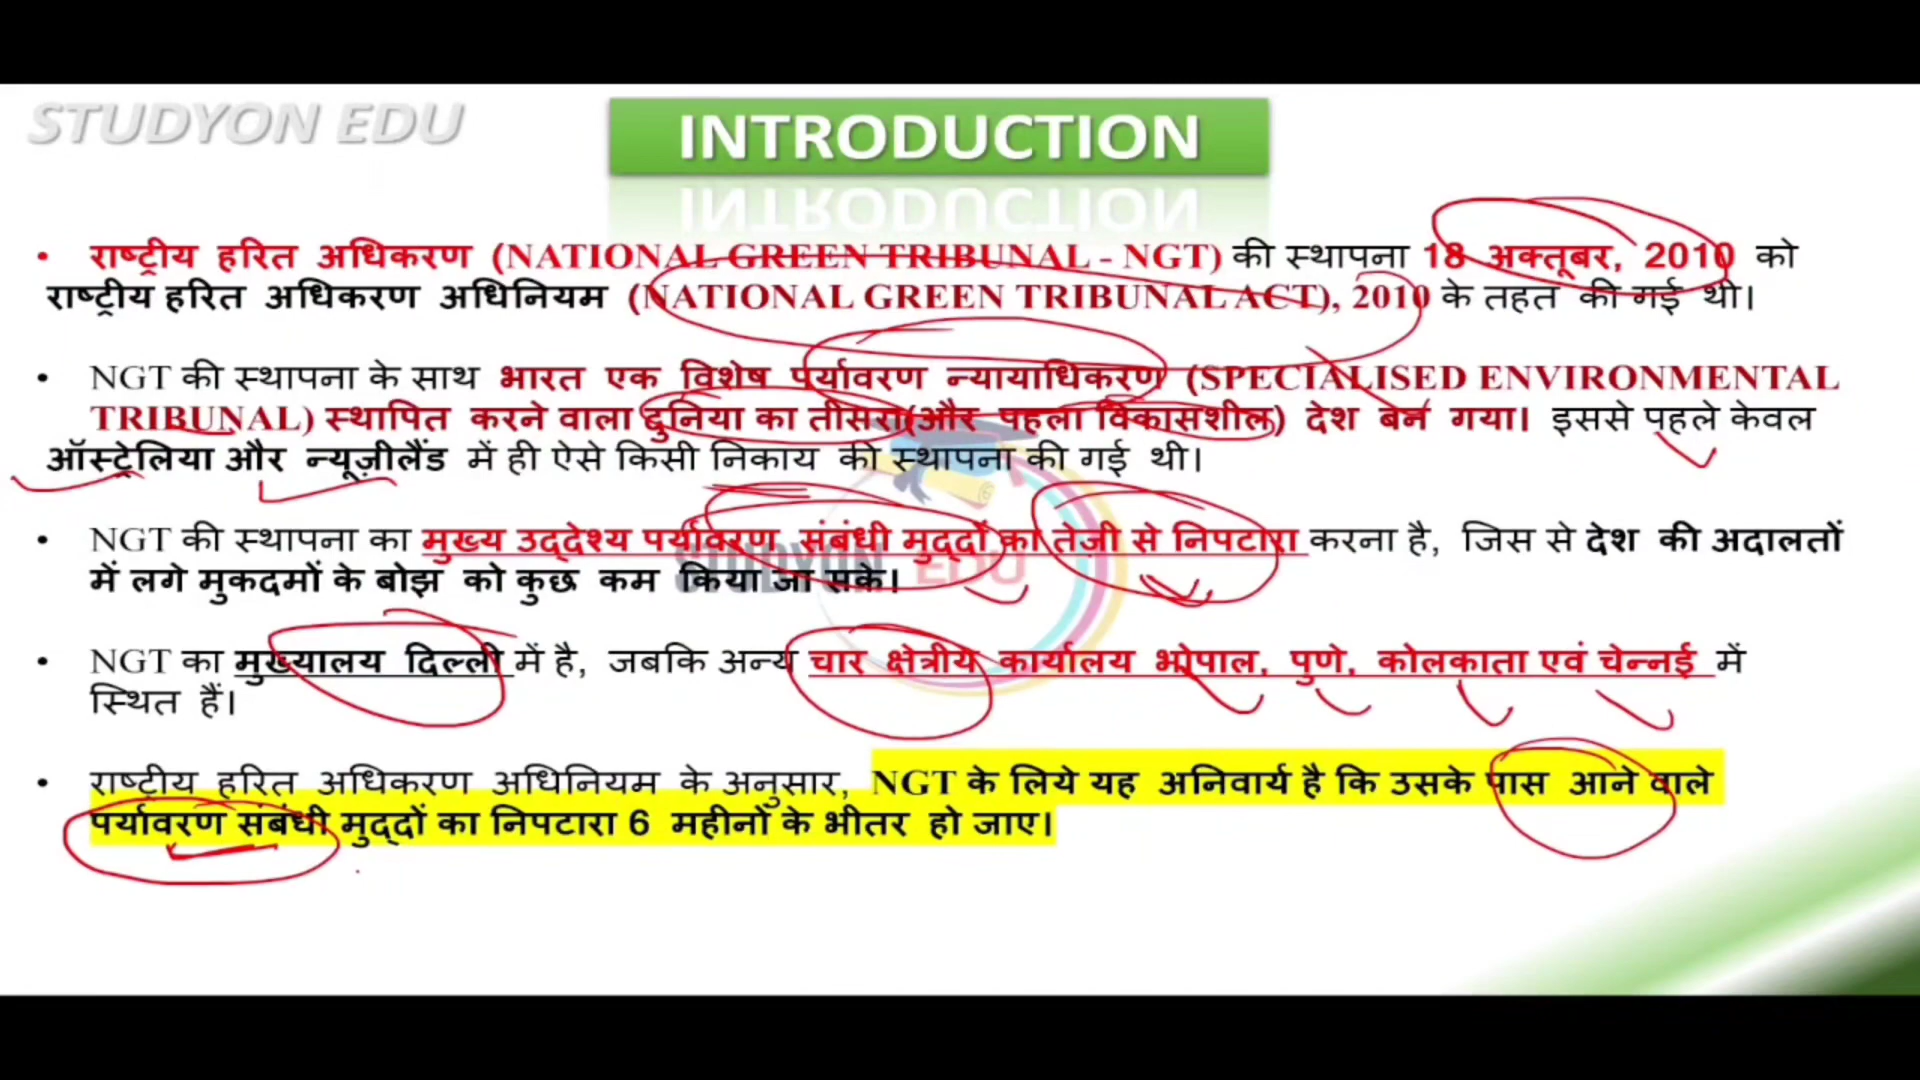 STUDYON EDU
INTRODUCTION
• राष्ट्रीय हरित अधिकरण (NATIONAL GREEN TRIBUNAL - NGT) की स्थापना 18 अक्तूबर, 2010 को
राष्ट्रीय हरित अधिकरण अधिनियम (NATIONAL GREEN TRIBUNAL ACT), 2010 के तहत की गई थी।
• NGT की स्थापना के साथ भारत एक विशेष पर्यावरण न्यायाधिकरण (SPECIALISED ENVIRONMENTAL
TRIBUNAL) स्थापित करने वाला दुनिया का तीसरा(और पहला विकासशील) देश बन गया। इससे पहले केवल
ऑस्ट्रेलिया और न्यूज़ीलैंड में ही ऐसे किसी निकाय की स्थापना की गई थी।
• NGT की स्थापना का मुख्य उद्देश्य पर्यावरण संबंधी मुद्दों का तेज़ी से निपटारा करना है, जिस से देश की अदालतों
में लगे मुकदमों के बोझ को कुछ कम किया जा सके।
STUDYON EDU
• NGT का मुख्यालय दिल्ली में है, जबकि अन्य चार क्षेत्रीय कार्यालय भोपाल, पुणे, कोलकाता एवं चेन्नई में
स्थित हैं।
• राष्ट्रीय हरित अधिकरण अधिनियम के अनुसार, NGT के लिये यह अनिवार्य है कि उसके पास आने वाले
पर्यावरण संबंधी मुद्दों का निपटारा 6 महीनों के भीतर हो जाए।